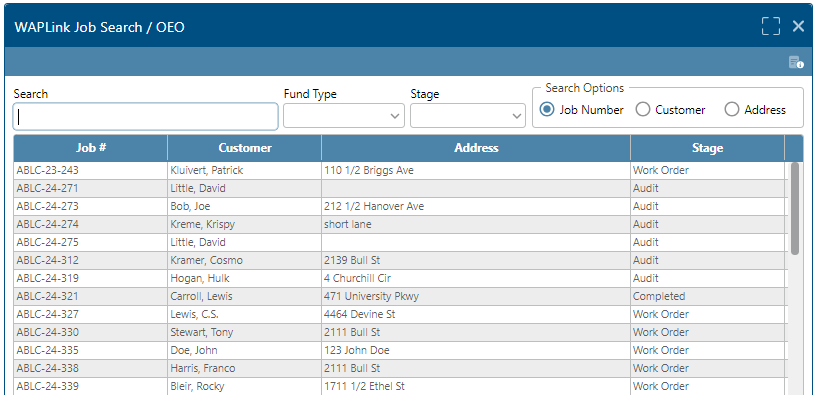 WAPLink Job Search / OEO
Search Fund Type Stage Search Options
Job Number Customer Address
Job # Customer Address Stage
ABLC-23-243 Kluivert, Patrick 110 1/2 Briggs Ave Work Order
ABLC-24-271 Little, David Audit
ABLC-24-273 Bob, Joe 212 1/2 Hanover Ave Audit
ABLC-24-274 Kreme, Krispy short lane Audit
ABLC-24-275 Little, David Audit
ABLC-24-312 Kramer, Cosmo 2139 Bull St Audit
ABLC-24-319 Hogan, Hulk 4 Churchill Cir Audit
ABLC-24-321 Carroll, Lewis 471 University Pkwy Completed
ABLC-24-327 Lewis, C.S. 4464 Devine St Work Order
ABLC-24-330 Stewart, Tony 2111 Bull St Work Order
ABLC-24-335 Doe, John 123 John Doe Work Order
ABLC-24-338 Harris, Franco 2111 Bull St Work Order
ABLC-24-339 Bleir, Rocky 1711 1/2 Ethel St Work Order